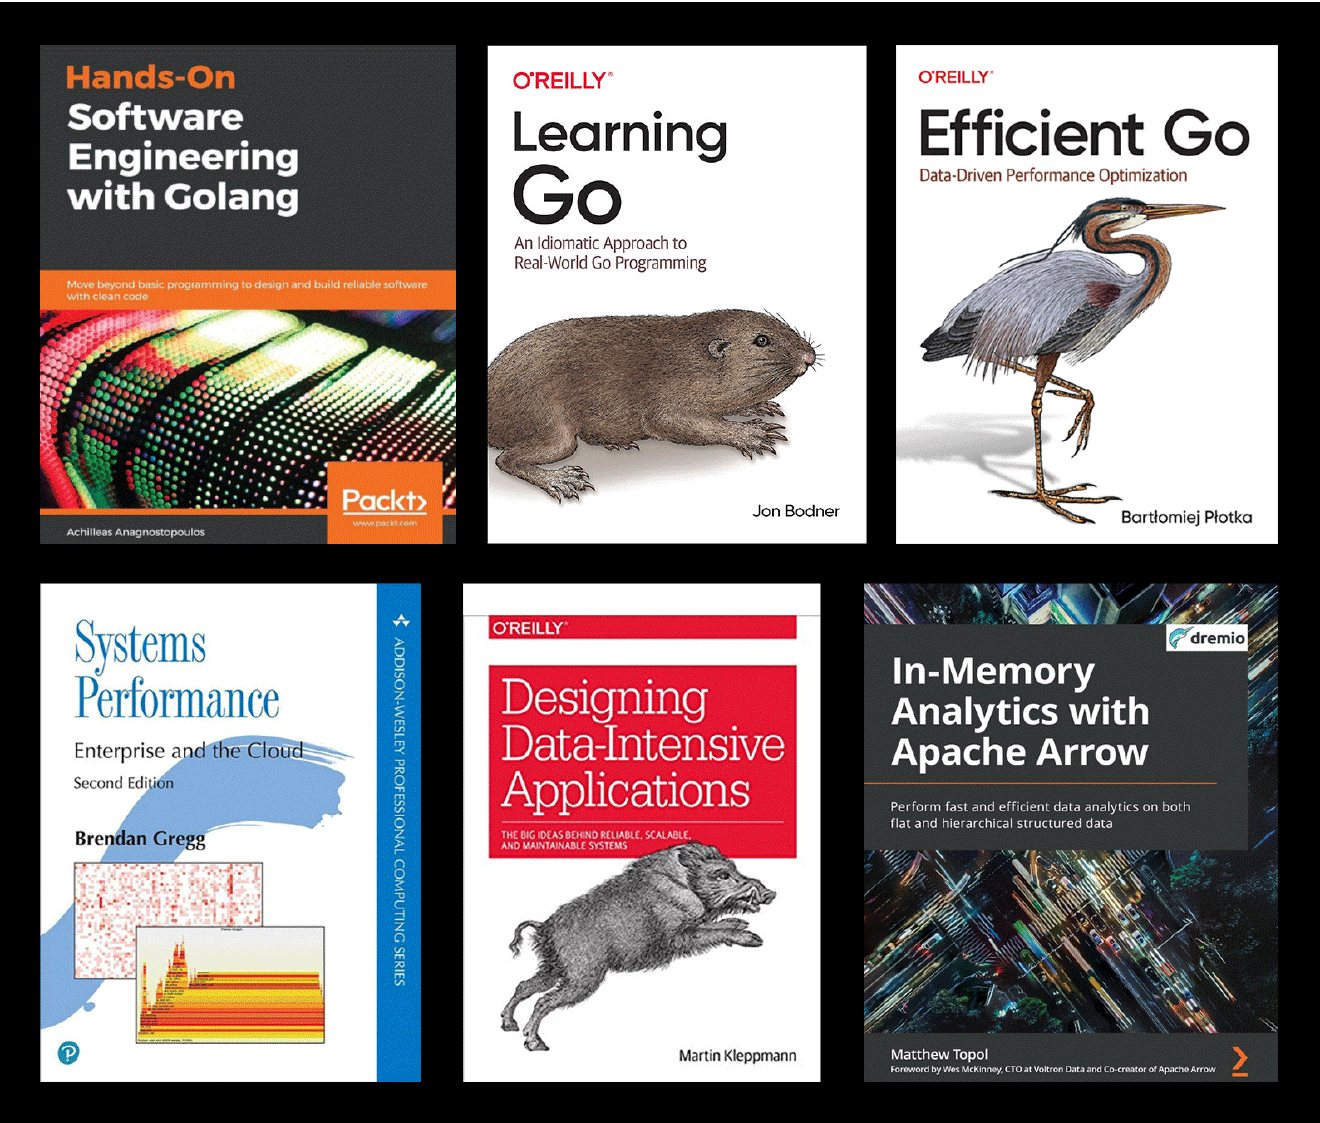 Hands-On
Software
Engineering
with Golang
Move beyond basic programming to design and build reliable software
with clean code
Packt>
www.packt.com
Achilleas Anagnostopoulos
O'REILLY®
Learning
Go
An Idiomatic Approach to
Real-World Go Programming
Jon Bodner
O'REILLY®
Efficient Go
Data-Driven Performance Optimization
Bartłomiej Płotka
Systems
Performance
Enterprise and the Cloud
Second Edition
Brendan Gregg
P
ADDISON-WESLEY PROFESSIONAL COMPUTING SERIES
O'REILLY®
Designing
Data-Intensive
Applications
THE BIG IDEAS BEHIND RELIABLE, SCALABLE,
AND MAINTAINABLE SYSTEMS
Martin Kleppmann
dremio
In-Memory
Analytics with
Apache Arrow
Perform fast and efficient data analytics on both
flat and hierarchical structured data
Matthew Topol
Foreword by Wes McKinney, CTO at Voltron Data and Co-creator of Apache Arrow